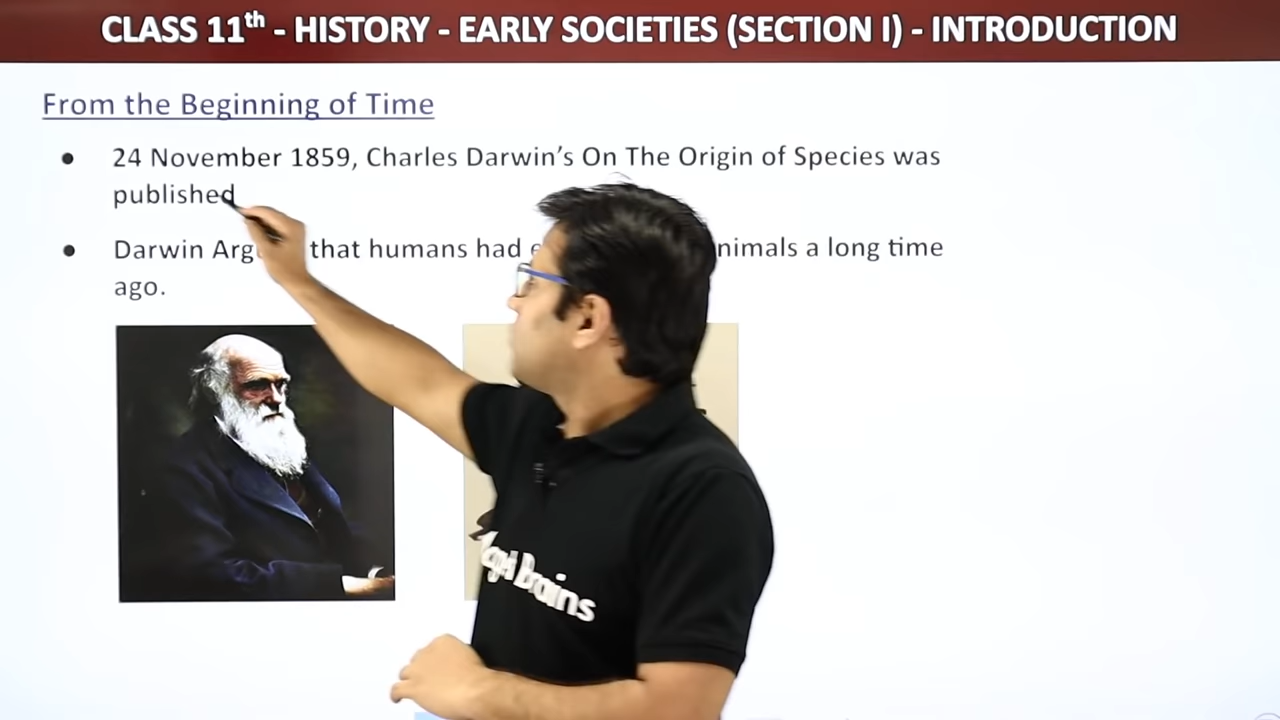 CLASS 11th - HISTORY - EARLY SOCIETIES (SECTION I) - INTRODUCTION
From the Beginning of Time
● 24 November 1859, Charles Darwin's On The Origin of Species was
published
● Darwin that humans had a long time
ago.
Brains